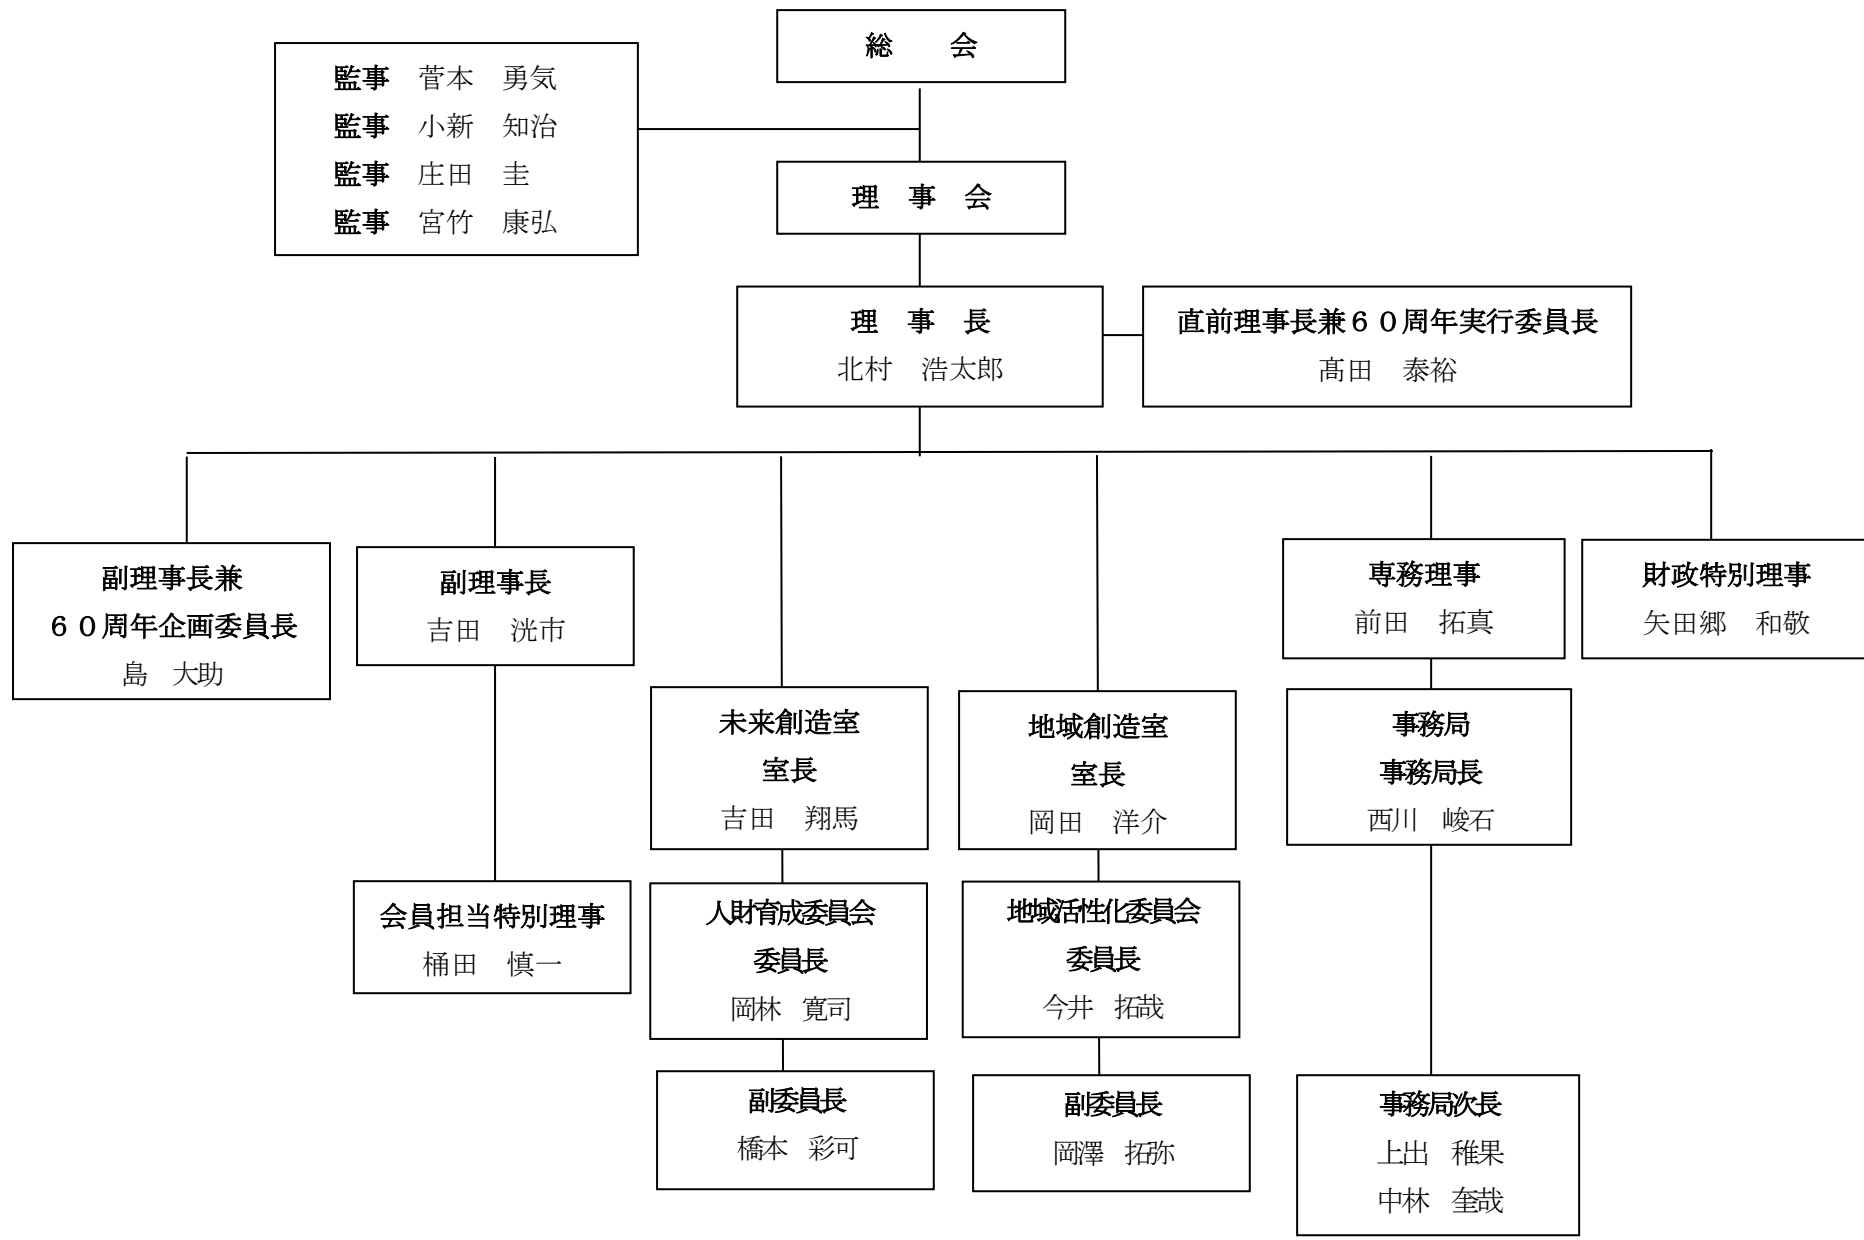 総　　会
監事　菅本　勇気
監事　小新　知治
監事　庄田　圭
監事　宮竹　康弘
理　事　会
理　事　長
北村　浩太郎
直前理事長兼６０周年実行委員長
髙田　泰裕
副理事長兼
６０周年企画委員長
島　大助
副理事長
吉田　洸市
専務理事
前田　拓真
財政特別理事
矢田郷　和敬
未来創造室
室長
吉田　翔馬
地域創造室
室長
岡田　洋介
事務局
事務局長
西川　峻石
会員担当特別理事
桶田　慎一
人財育成委員会
委員長
岡林　寛司
地域活性化委員会
委員長
今井　拓哉
副委員長
橋本　彩可
副委員長
岡澤　拓弥
事務局次長
上出　稚果
中林　奎哉